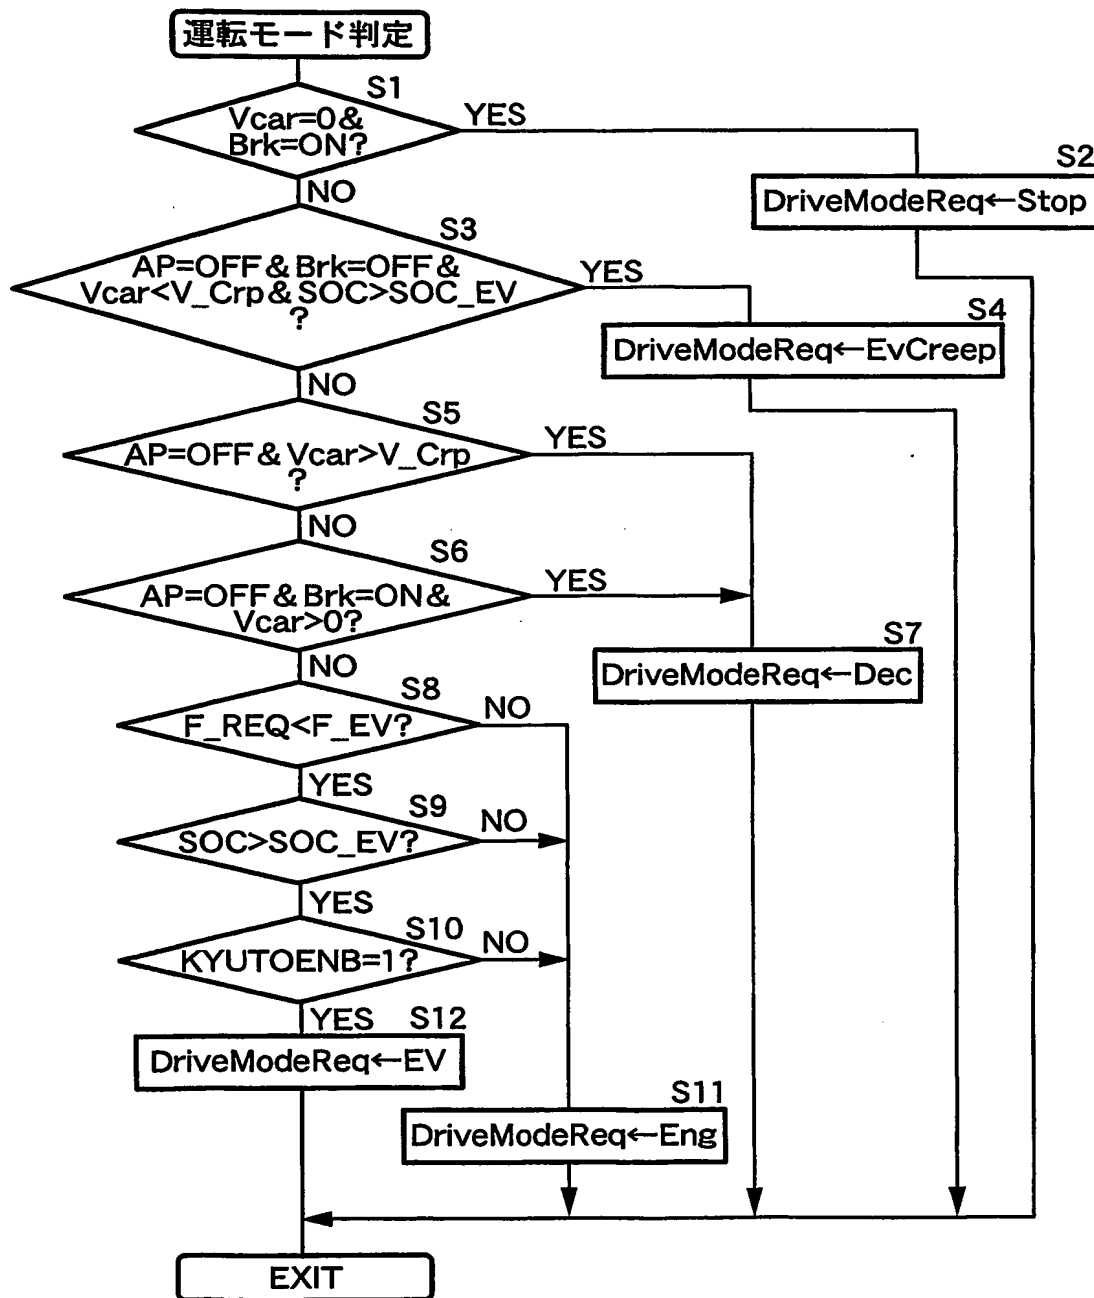 運転モード判定
S1
Vcar=0&
Brk=ON?
YES
NO
S2
DriveModeReq←Stop
S3
AP=OFF&Brk=OFF&
Vcar<V_Crp&SOC>SOC_EV
?
YES
NO
S4
DriveModeReq←EvCreep
S5
AP=OFF&Vcar>V_Crp
?
YES
NO
S6
AP=OFF&Brk=ON&
Vcar>0?
YES
NO
S7
DriveModeReq←Dec
S8
F_REQ<F_EV?
NO
YES
S9
SOC>SOC_EV?
NO
YES
S10
KYUTOENB=1?
NO
YES
S12
DriveModeReq←EV
S11
DriveModeReq←Eng
EXIT